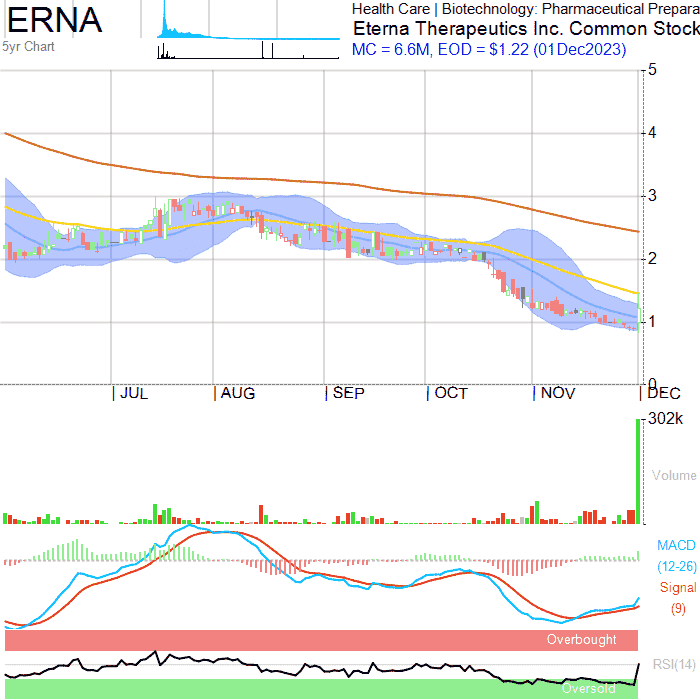 ERNA
5yr Chart
Health Care | Biotechnology: Pharmaceutical Prepara
Eterna Therapeutics Inc. Common Stock
MC = 6.6M, EOD = $1.22 (01Dec2023)
5
4
3
2
1
0
JUL
AUG
SEP
OCT
NOV
DEC
302k
Volume
MACD
(12-26)
Signal
(9)
Overbought
RSI(14)
Oversold